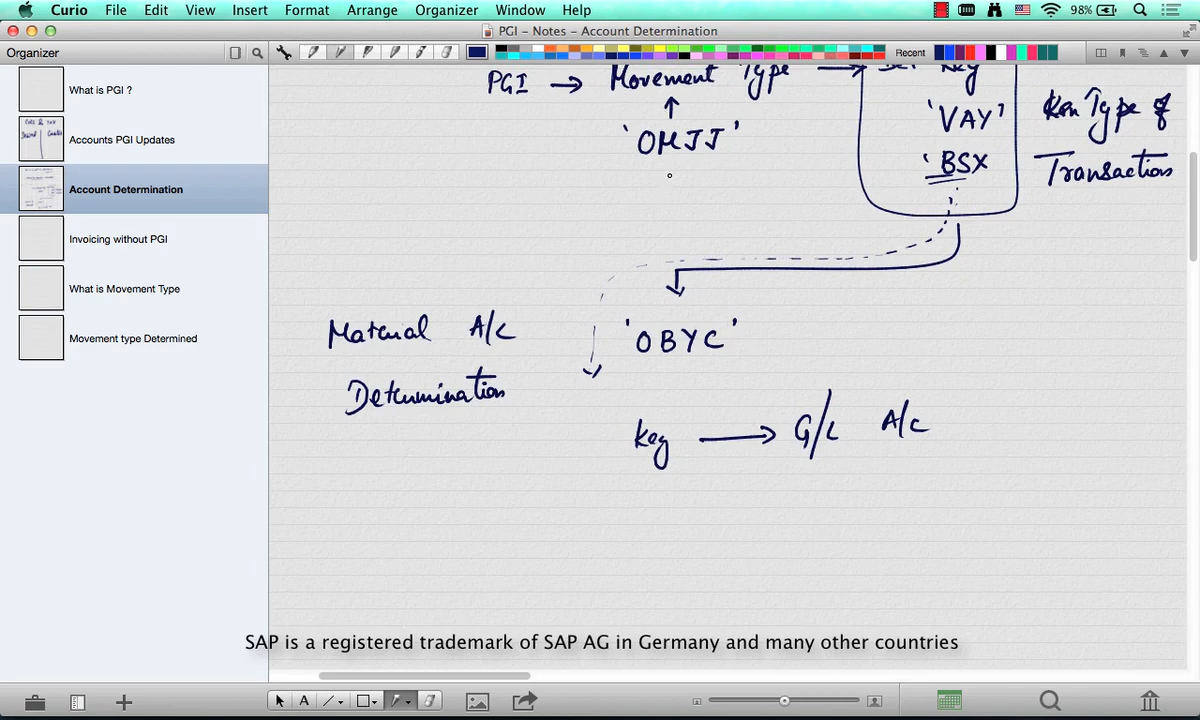 Curio File Edit View Insert Format Arrange Organizer Window Help 98%
PGI - Notes - Account Determination
Organizer
Recent
What is PGI ?
Accounts PGI Updates
Account Determination
Invoicing without PGI
What is Movement Type
Movement type Determined
PGI → Movement Type → Key
'OMJJ'
'VAY'
'BSX
Type of
Transaction
Material A/c
Determination
'OBYC'
Key → G/L A/c
SAP is a registered trademark of SAP AG in Germany and many other countries
A